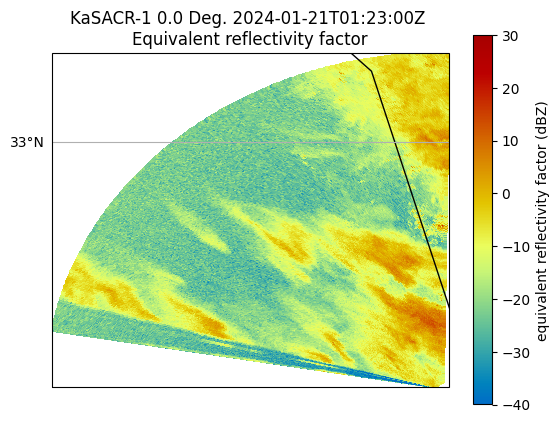 KaSACR-1 0.0 Deg. 2024-01-21T01:23:00Z
Equivalent reflectivity factor
33°N
30
20
10
0
−10
−20
−30
−40
equivalent reflectivity factor (dBZ)